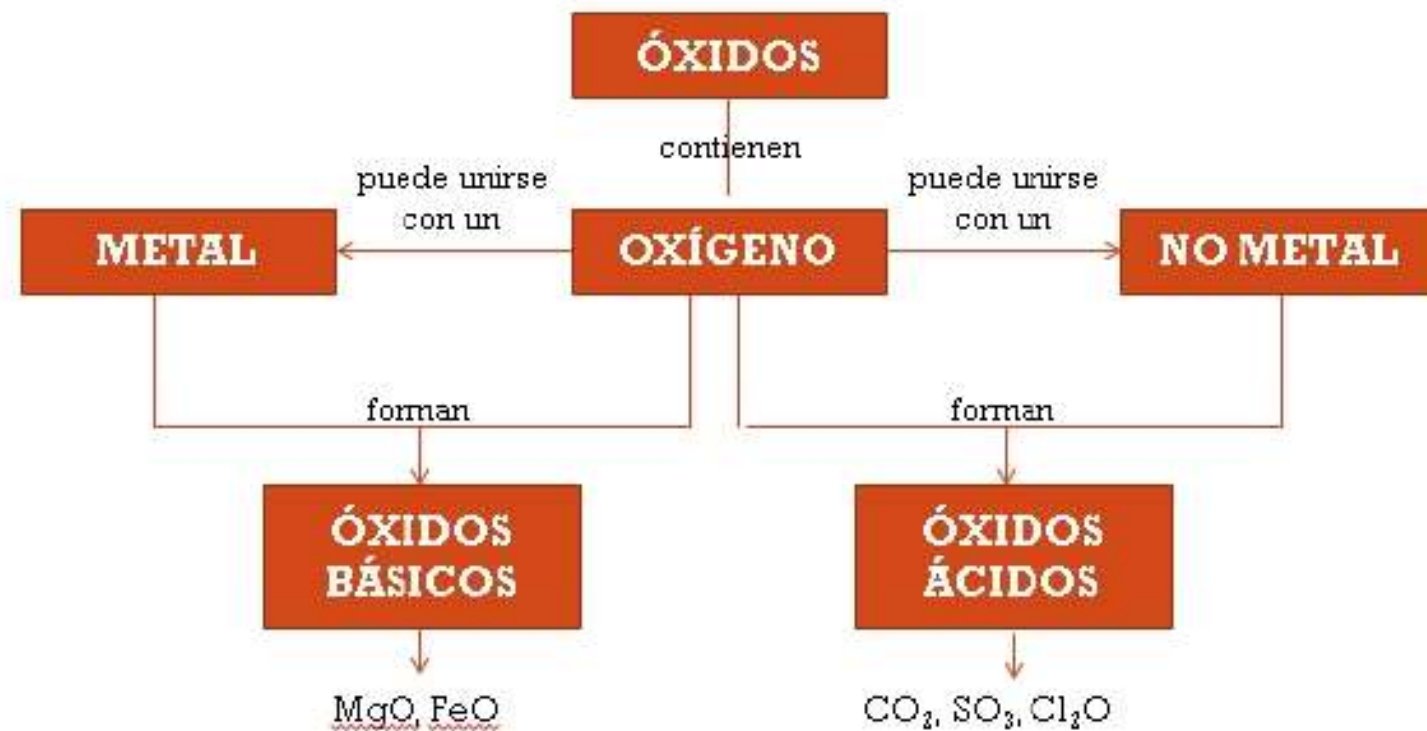 ÓXIDOS
contienen
puede unirse
con un
puede unirse
con un
METAL
OXÍGENO
NO METAL
forman
forman
ÓXIDOS
BÁSICOS
ÓXIDOS
ÁCIDOS
MgO, FeO
CO₂, SO₃, Cl₂O